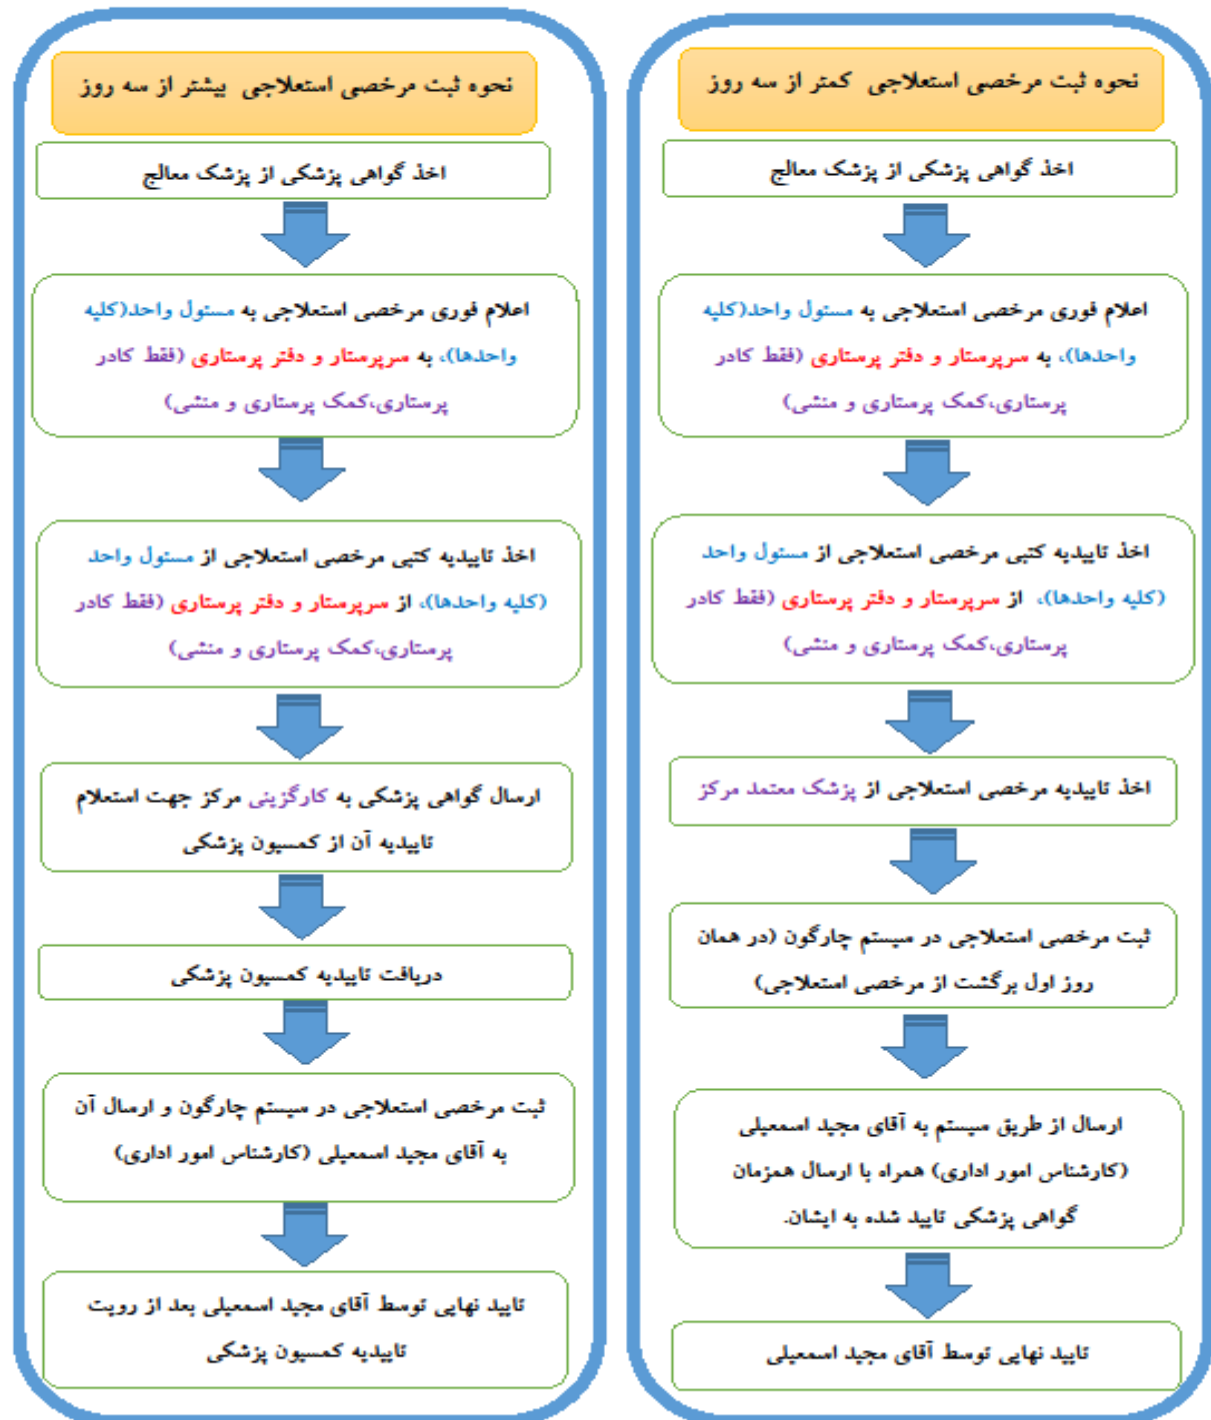 نحوه ثبت مرخصی استعلاجی کمتر از سه روز
اخذ گواهی پزشکی از پزشک معالج
اعلام فوری مرخصی استعلاجی به مسئول واحد(کلیه
واحدها)، به سرپرستار و دفتر پرستاری (فقط کادر
پرستاری،کمک پرستاری و منشی)
اخذ تاییدیه کتبی مرخصی استعلاجی از مسئول واحد
(کلیه واحدها)، از سرپرستار و دفتر پرستاری (فقط کادر
پرستاری،کمک پرستاری و منشی)
اخذ تاییدیه مرخصی استعلاجی از پزشک معتمد مرکز
ثبت مرخصی استعلاجی در سیستم چارگون (در همان
روز اول برگشت از مرخصی استعلاجی)
ارسال از طریق سیستم به آقای مجید اسمعیلی
(کارشناس امور اداری) همراه با ارسال همزمان
گواهی پزشکی تایید شده به ایشان.
تایید نهایی توسط آقای مجید اسمعیلی
نحوه ثبت مرخصی استعلاجی بیشتر از سه روز
اخذ گواهی پزشکی از پزشک معالج
اعلام فوری مرخصی استعلاجی به مسئول واحد(کلیه
واحدها)، به سرپرستار و دفتر پرستاری (فقط کادر
پرستاری،کمک پرستاری و منشی)
اخذ تاییدیه کتبی مرخصی استعلاجی از مسئول واحد
(کلیه واحدها)، از سرپرستار و دفتر پرستاری (فقط کادر
پرستاری،کمک پرستاری و منشی)
ارسال گواهی پزشکی به کارگزینی مرکز جهت استعلام
تاییدیه آن از کمسیون پزشکی
دریافت تاییدیه کمسیون پزشکی
ثبت مرخصی استعلاجی در سیستم چارگون و ارسال آن
به آقای مجید اسمعیلی (کارشناس امور اداری)
تایید نهایی توسط آقای مجید اسمعیلی بعد از رویت
تاییدیه کمسیون پزشکی